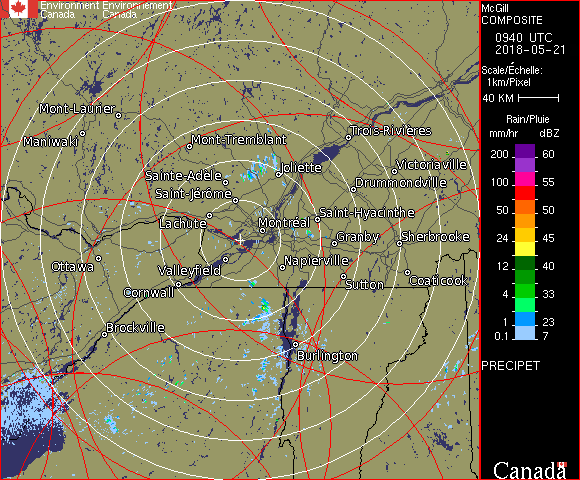 Environment Environnement
Canada Canada
McGill
COMPOSITE
0940 UTC
2018-05-21
Scale/Échelle:
1km/Pixel
40 KM
Rain/Pluie
mm/hr dBZ
200 60
100 55
50 50
24 45
12 40
4 33
1 23
0.1 7
PRECIPET
Canada
Mont-Laurier
Maniwaki
Mont-Tremblant
Trois-Rivières
Sainte-Adèle
Joliette
Victoriaville
Saint-Jérôme
Drummondville
Lachute
Montréal
Saint-Hyacinthe
Granby
Sherbrooke
Ottawa
Valleyfield
Napierville
Cornwall
Sutton
Coaticook
Brockville
Burlington